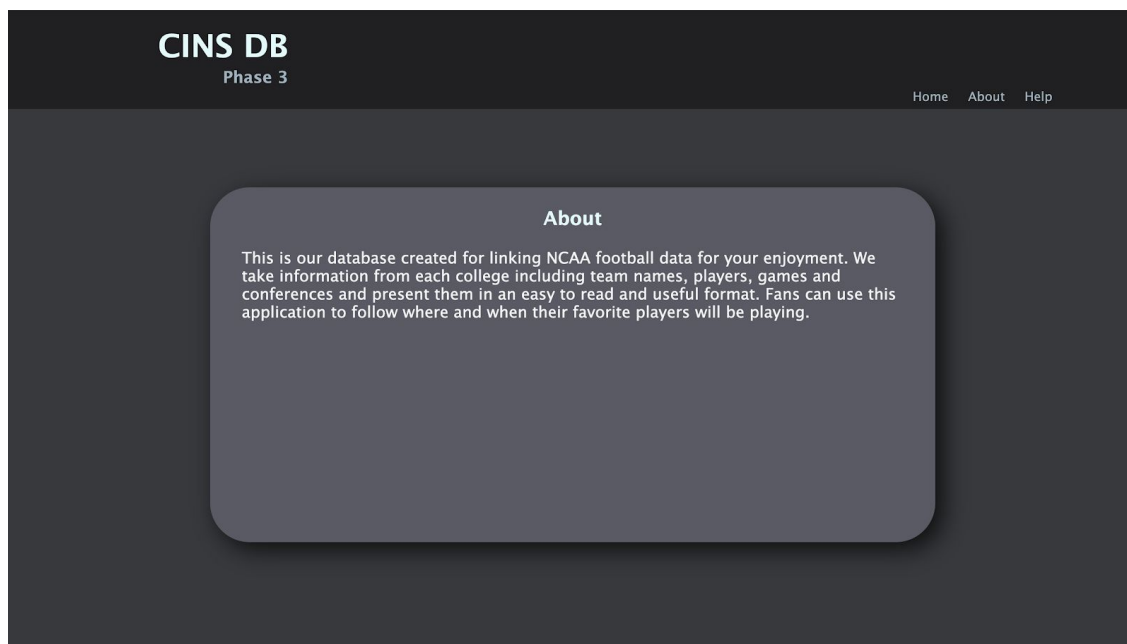 CINS DB
Phase 3
Home About Help
About
This is our database created for linking NCAA football data for your enjoyment. We
take information from each college including team names, players, games and
conferences and present them in an easy to read and useful format. Fans can use this
application to follow where and when their favorite players will be playing.